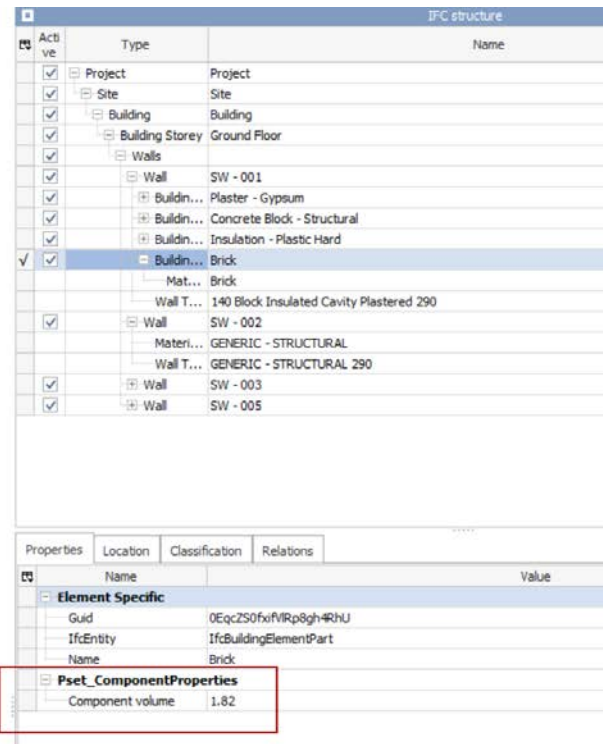 IFC structure
Acti
ve
Type
Name
Project Project
Site Site
Building Building
Building Storey Ground Floor
Walls
Wall SW - 001
Buildin... Plaster - Gypsum
Buildin... Concrete Block - Structural
Buildin... Insulation - Plastic Hard
Buildin... Brick
Mat... Brick
Wall T... 140 Block Insulated Cavity Plastered 290
Wall SW - 002
Materi... GENERIC - STRUCTURAL
Wall T... GENERIC - STRUCTURAL 290
Wall SW - 003
Wall SW - 005
Properties Location Classification Relations
Name Value
Element Specific
Guid
IfcEntity IfcBuildingElementPart
Name Brick
Pset_ComponentProperties
Component volume 1.82